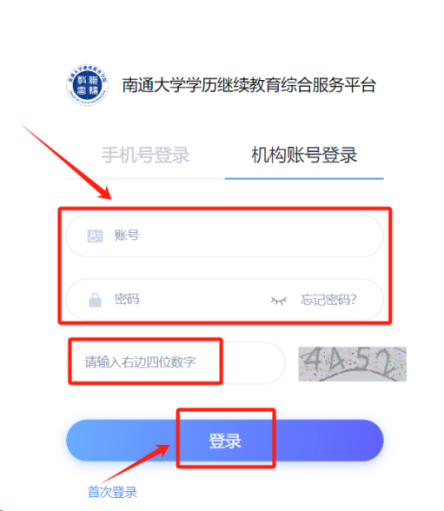 南通大学学历继续教育综合服务平台
手机号登录 机构账号登录
账号
密码 忘记密码?
请输入右边四位数字 4452
登录
首次登录